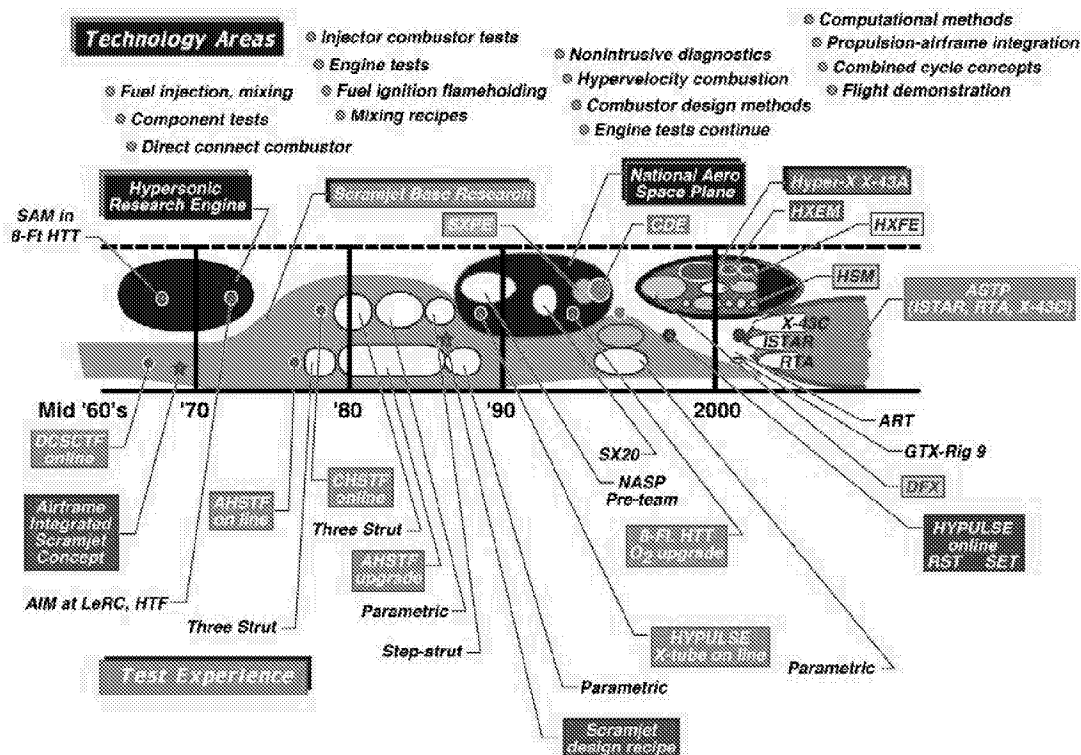 Technology Areas
Fuel injection, mixing
Component tests
Direct connect combustor
Injector combustor tests
Engine tests
Fuel ignition flameholding
Mixing recipes
Nonintrusive diagnostics
Hypervelocity combustion
Combustor design methods
Engine tests continue
Computational methods
Propulsion-airframe integration
Combined cycle concepts
Flight demonstration
SAM in
8-Ft HTT
Hypersonic
Research Engine
Scramjet Base Research
National Aero
Space Plane
CDE
Hyper-X X-43A
HXEM
HXFE
HSM
ASTP
(ISTAR, RTA, X-43C)
X-43C
ISTAR
RTA
Mid '60's
'70
'80
'90
2000
DCSCTF
online
Airframe
Integrated
Scramjet
Concept
AIM at LeRC, HTF
AHSTF
on line
Three Strut
CHSTF
online
Three Strut
AHSTF
upgrade
Parametric
Step-strut
SX20
NASP
Pre-team
8-Ft. HTT
O2 upgrade
HYPULSE
X-tube on line
Parametric
Scramjet
design recipe
Parametric
ART
GTX-Rig 9
DFX
HYPULSE
online
RST SET
Test Experience